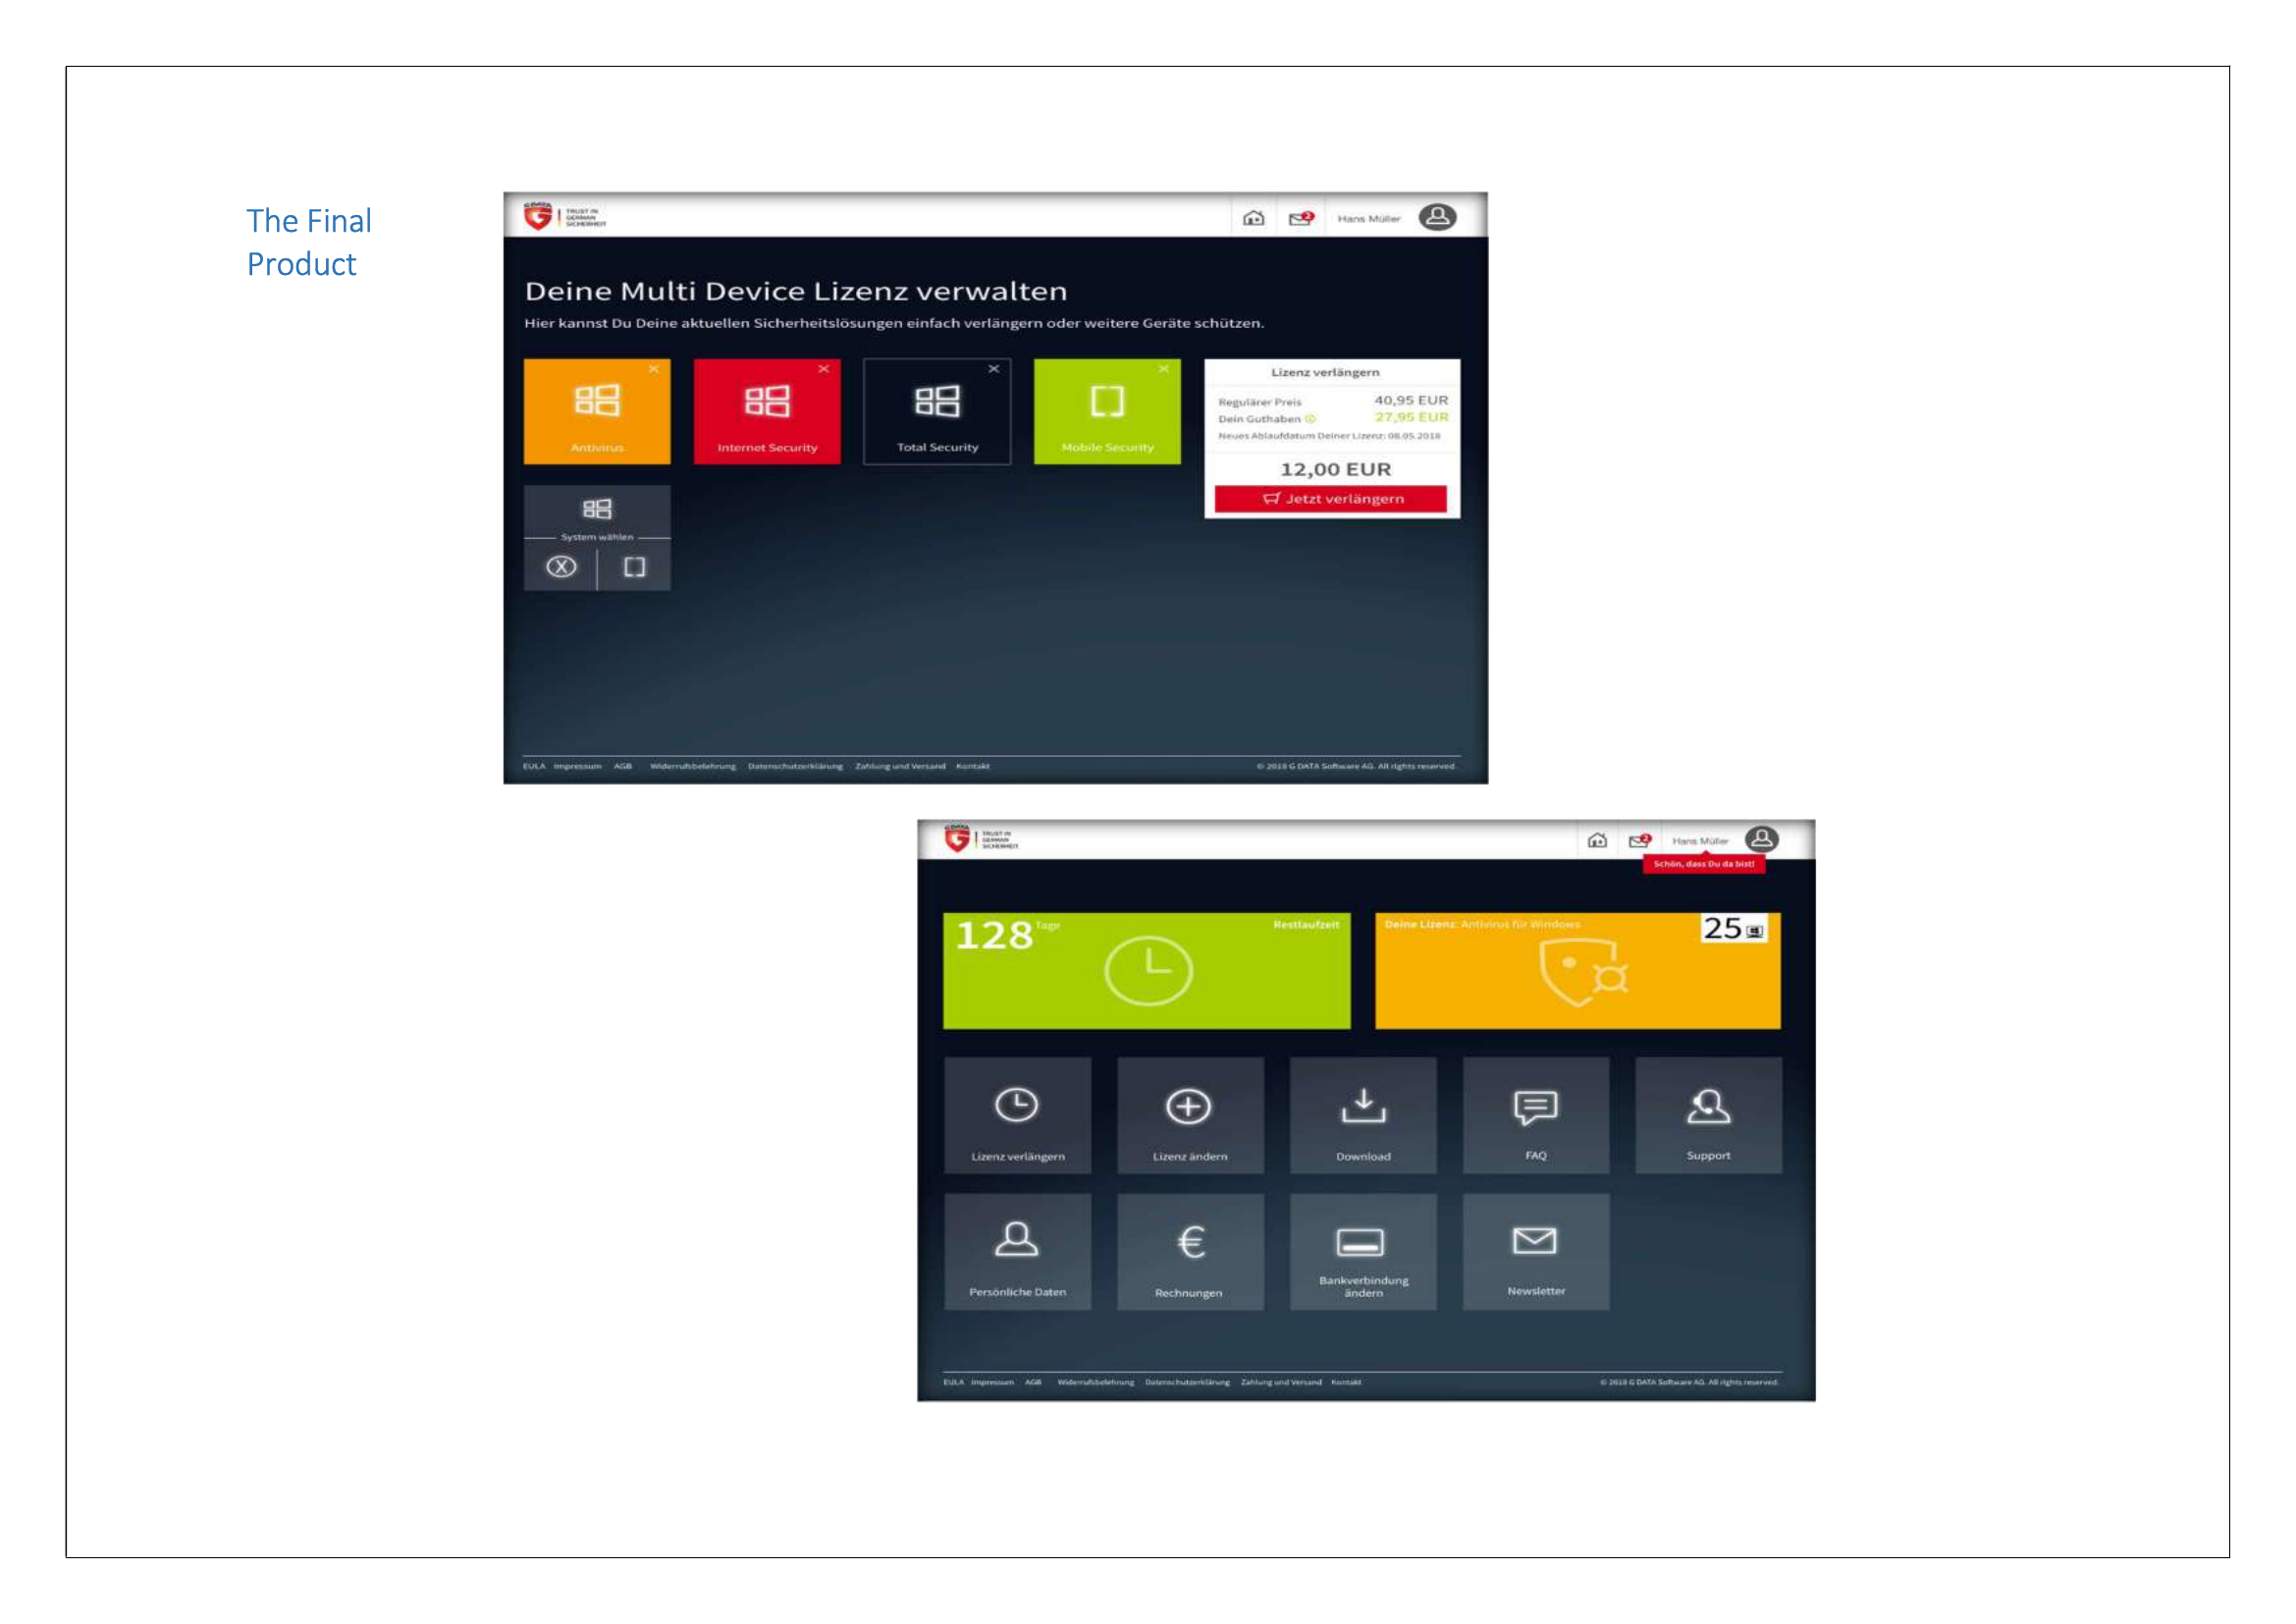 The Final
Product
G DATA
TRUST IN
GERMAN
SICHERHEIT
2
Hans Müller
Deine Multi Device Lizenz verwalten
Hier kannst Du Deine aktuellen Sicherheitslösungen einfach verlängern oder weitere Geräte schützen.
Antivirus
Internet Security
Total Security
Mobile Security
Lizenz verlängern
Regulärer Preis 40,95 EUR
Dein Guthaben 27,95 EUR
Neues Ablaufdatum Deiner Lizenz: 08.05.2018
12,00 EUR
Jetzt verlängern
System wählen
EULA Impressum AGB Widerrufsbelehrung Datenschutzerklärung Zahlung und Versand Kontakt © 2018 G DATA Software AG. All rights reserved.
G DATA
TRUST IN
GERMAN
SICHERHEIT
2
Hans Müller
Schön, dass Du da bist!
128 Tage Restlaufzeit
Deine Lizenz: Antivirus für Windows 25
Lizenz verlängern
Lizenz ändern
Download
FAQ
Support
Persönliche Daten
Rechnungen
Bankverbindung
ändern
Newsletter
EULA Impressum AGB Widerrufsbelehrung Datenschutzerklärung Zahlung und Versand Kontakt © 2018 G DATA Software AG. All rights reserved.